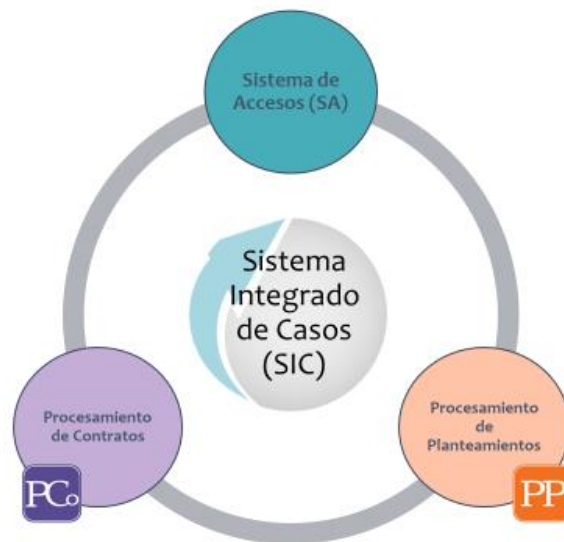 Sistema de
Accesos (SA)
Sistema
Integrado
de Casos
(SIC)
Procesamiento
de Contratos
PCo
Procesamiento
de
Planteamientos
PP